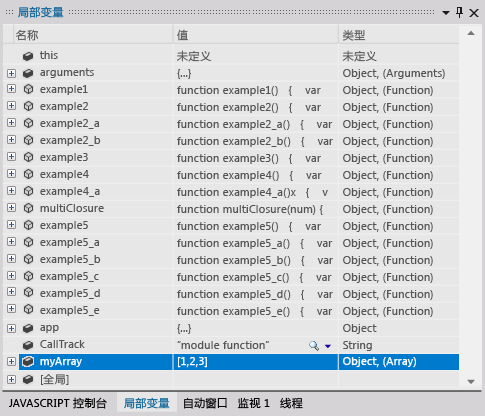 局部变量
名称 值 类型
this 未定义 未定义
arguments {...} Object, (Arguments)
example1 function example1() { var Object, (Function)
example2 function example2() { var Object, (Function)
example2_a function example2_a() { var Object, (Function)
example2_b function example2_b() { var Object, (Function)
example3 function example3() { var Object, (Function)
example4 function example4() { var Object, (Function)
example4_a function example4_a()x { v Object, (Function)
multiClosure function multiClosure(num) { Object, (Function)
example5 function example5() { var Object, (Function)
example5_a function example5_a() { var Object, (Function)
example5_b function example5_b() { var Object, (Function)
example5_c function example5_c() { var Object, (Function)
example5_d function example5_d() { var Object, (Function)
example5_e function example5_e() { var Object, (Function)
app {...} Object
CallTrack "module function" String
myArray [1,2,3] Object, (Array)
[全局]
JAVASCRIPT 控制台 局部变量 自动窗口 监视 1 线程